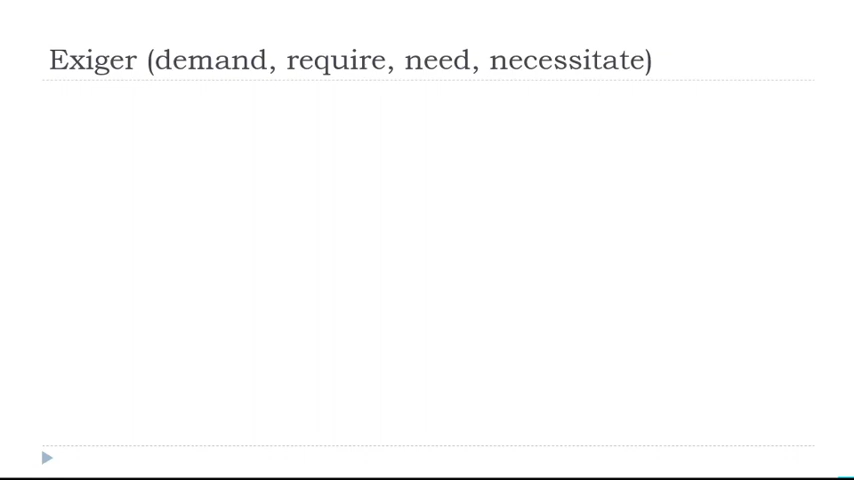 Exiger (demand, require, need, necessitate)